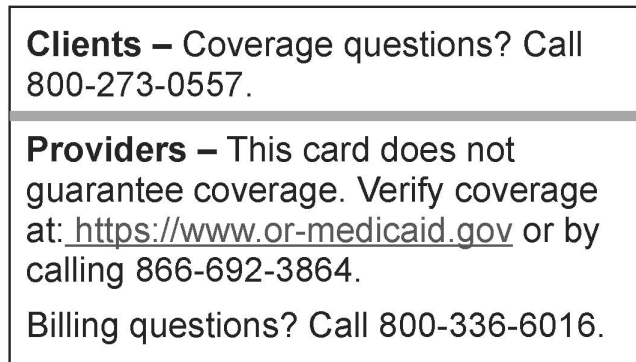 Clients – Coverage questions? Call
800-273-0557.
Providers – This card does not
guarantee coverage. Verify coverage
at: https://www.or-medicaid.gov or by
calling 866-692-3864.
Billing questions? Call 800-336-6016.